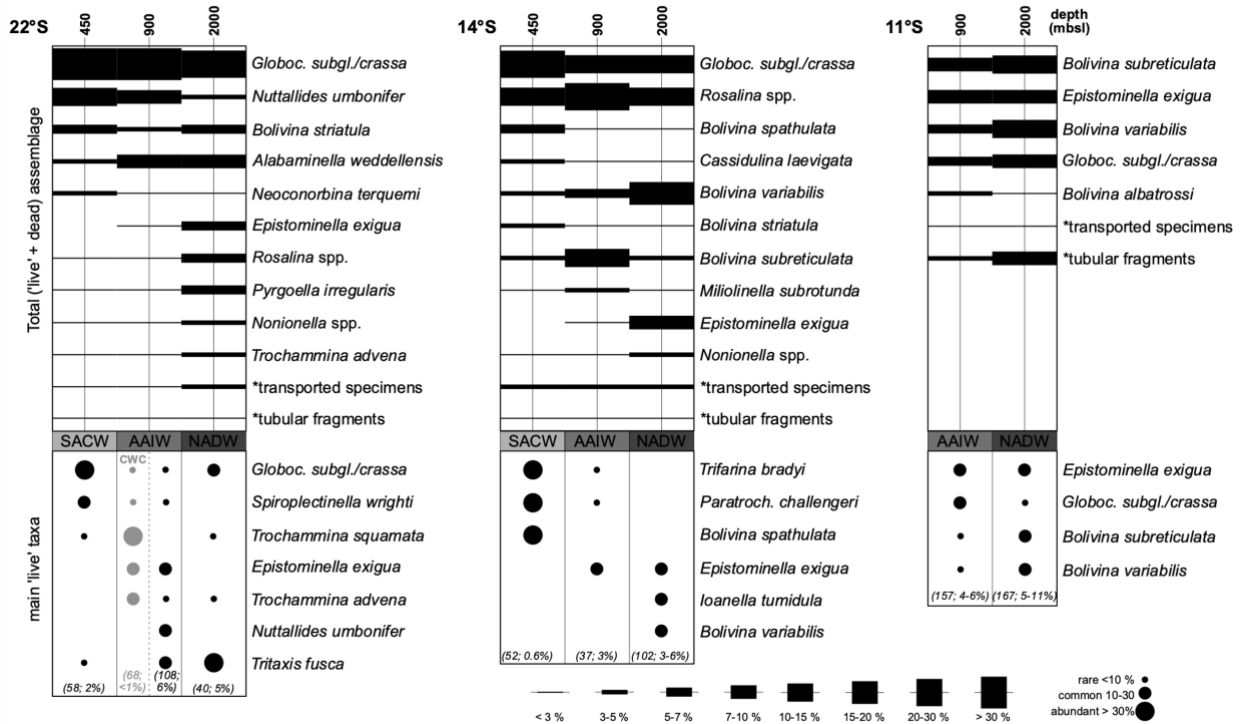 22°S
450
900
2000
Total ('live' + dead) assemblage
Globoc. subgl./crassa
Nuttallides umbonifer
Bolivina striatula
Alabaminella weddellensis
Neoconorbina terquemi
Epistominella exigua
Rosalina spp.
Pyrgoella irregularis
Nonionella spp.
Trochammina advena
*transported specimens
*tubular fragments
SACW AAIW NADW
main 'live' taxa
CWC
Globoc. subgl./crassa
Spiroplectinella wrighti
Trochammina squamata
Epistominella exigua
Trochammina advena
Nuttallides umbonifer
Tritaxis fusca
(58; 2%)
(68; <1%)
(108; 6%)
(40; 5%)
14°S
450
900
2000
Globoc. subgl./crassa
Rosalina spp.
Bolivina spathulata
Cassidulina laevigata
Bolivina variabilis
Bolivina striatula
Bolivina subreticulata
Miliolinella subrotunda
Epistominella exigua
Nonionella spp.
*transported specimens
*tubular fragments
SACW AAIW NADW
Trifarina bradyi
Paratroch. challengeri
Bolivina spathulata
Epistominella exigua
Ioanella tumidula
Bolivina variabilis
(52; 0.6%) (37; 3%) (102; 3-6%)
11°S
900
2000
depth
(mbsl)
Bolivina subreticulata
Epistominella exigua
Bolivina variabilis
Globoc. subgl./crassa
Bolivina albatrossi
*transported specimens
*tubular fragments
AAIW NADW
Epistominella exigua
Globoc. subgl./crassa
Bolivina subreticulata
Bolivina variabilis
(157; 4-6%) (167; 5-11%)
< 3 % 3-5 % 5-7 % 7-10 % 10-15 % 15-20 % 20-30 % > 30 %
rare <10 %
common 10-30
abundant > 30%